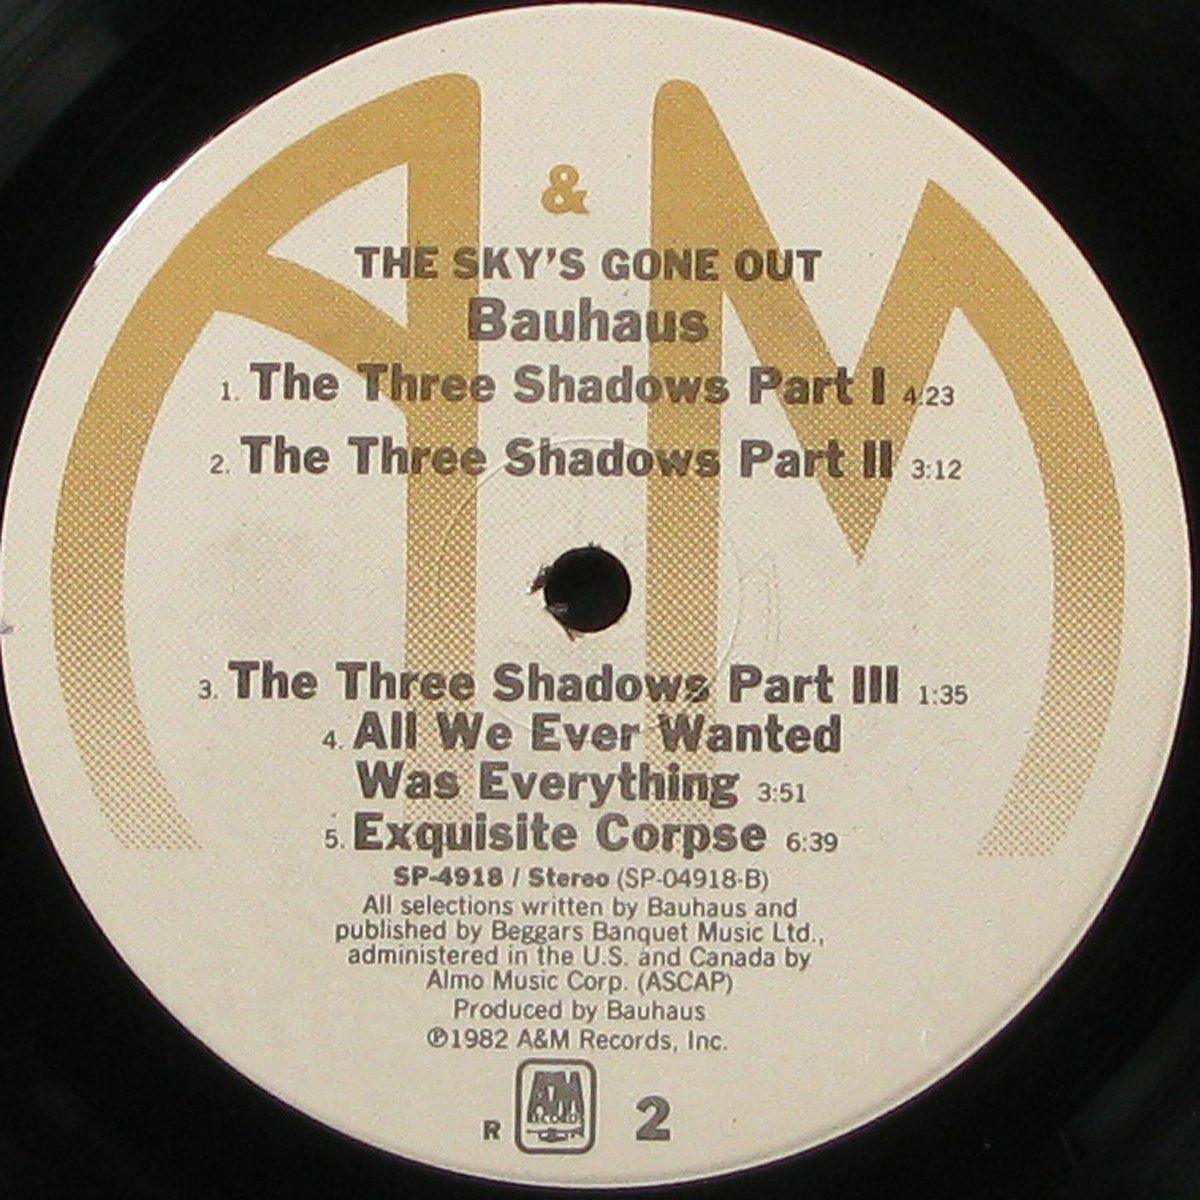 A & M
THE SKY'S GONE OUT
Bauhaus
1. The Three Shadows Part I 4:23
2. The Three Shadows Part II 3:12
3. The Three Shadows Part III 1:35
4. All We Ever Wanted
Was Everything 3:51
5. Exquisite Corpse 6:39
SP-4918 / Stereo (SP-04918-B)
All selections written by Bauhaus and
published by Beggars Banquet Music Ltd.,
administered in the U.S. and Canada by
Almo Music Corp. (ASCAP)
Produced by Bauhaus
℗1982 A&M Records, Inc.
R A&M RECORDS 2